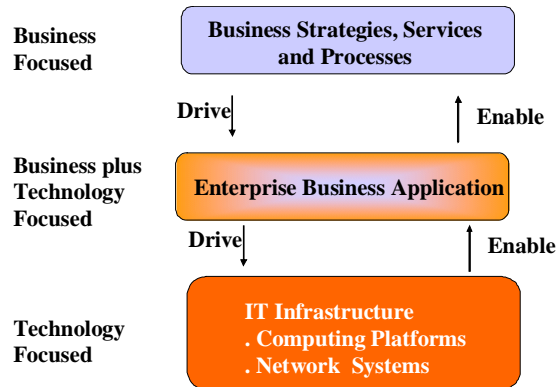 Business
Focused
Business Strategies, Services
and Processes
Drive
Enable
Business plus
Technology
Focused
Enterprise Business Application
Drive
Enable
Technology
Focused
IT Infrastructure
. Computing Platforms
. Network Systems